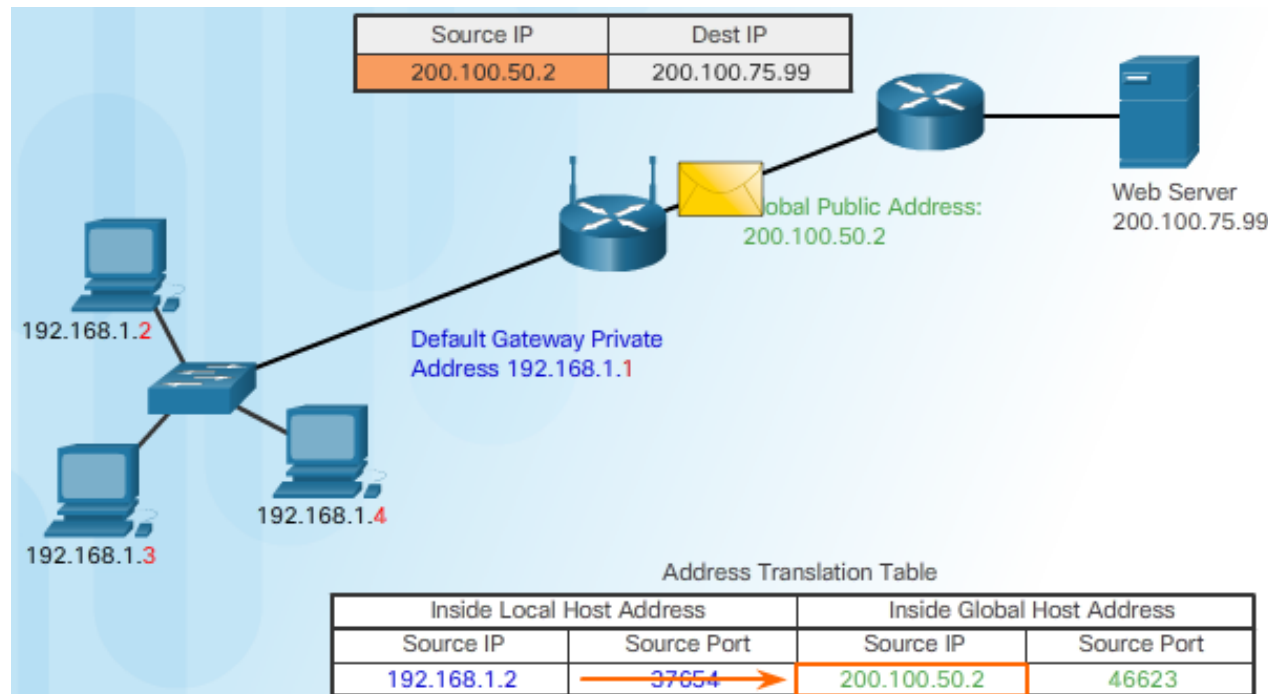 Source IP Dest IP
200.100.50.2 200.100.75.99
Web Server
200.100.75.99
obal Public Address:
200.100.50.2
192.168.1.2
Default Gateway Private
Address 192.168.1.1
192.168.1.4
192.168.1.3
Address Translation Table
Inside Local Host Address Inside Global Host Address
Source IP Source Port Source IP Source Port
192.168.1.2 37654 200.100.50.2 46623